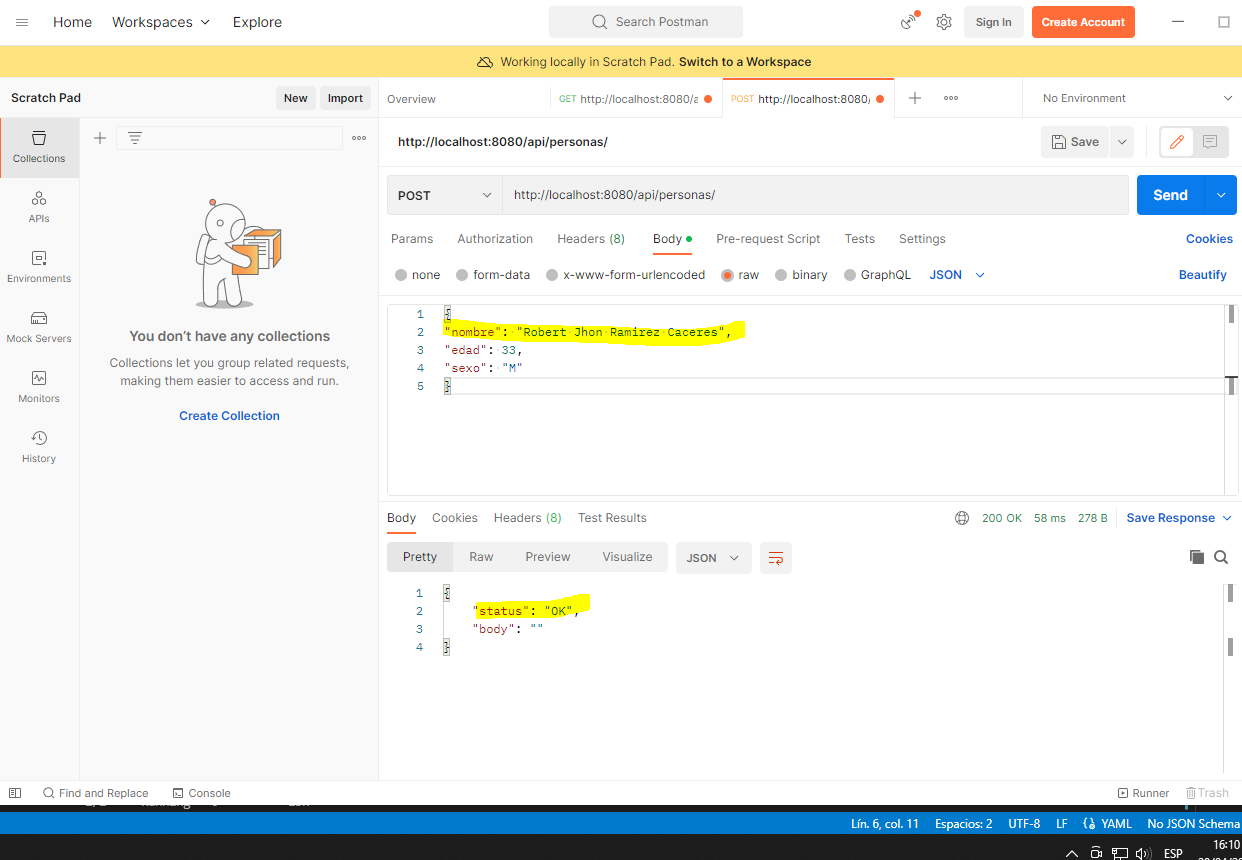 Home Workspaces Explore Search Postman Sign In Create Account
Working locally in Scratch Pad. Switch to a Workspace
Scratch Pad New Import Overview GET http://localhost:8080/a POST http://localhost:8080/ No Environment
Collections
APIs
Environments
Mock Servers
Monitors
History
You don't have any collections
Collections let you group related requests,
making them easier to access and run.
Create Collection
http://localhost:8080/api/personas/ Save
POST http://localhost:8080/api/personas/ Send
Params Authorization Headers (8) Body Pre-request Script Tests Settings Cookies
none form-data x-www-form-urlencoded raw binary GraphQL JSON Beautify
1 {
2 "nombre": "Robert Jhon Ramirez Caceres",
3 "edad": 33,
4 "sexo": "M"
5 }
Body Cookies Headers (8) Test Results 200 OK 58 ms 278 B Save Response
Pretty Raw Preview Visualize JSON
1 {
2 "status": "OK",
3 "body": ""
4 }
Find and Replace Console Runner Trash
Lín. 6, col. 11 Espacios: 2 UTF-8 LF YAML No JSON Schema
16:10
ESP